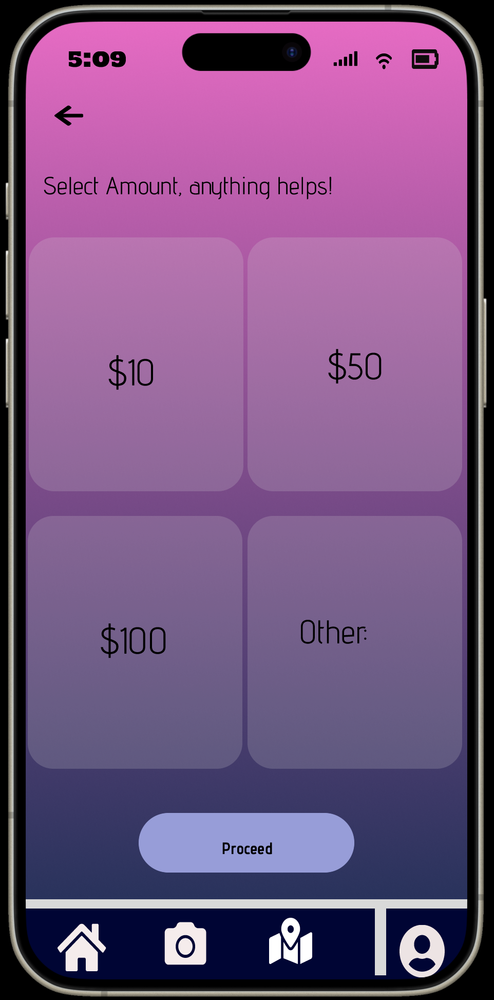 5:09
Select Amount, anything helps!
$10
$50
$100
Other:
Proceed